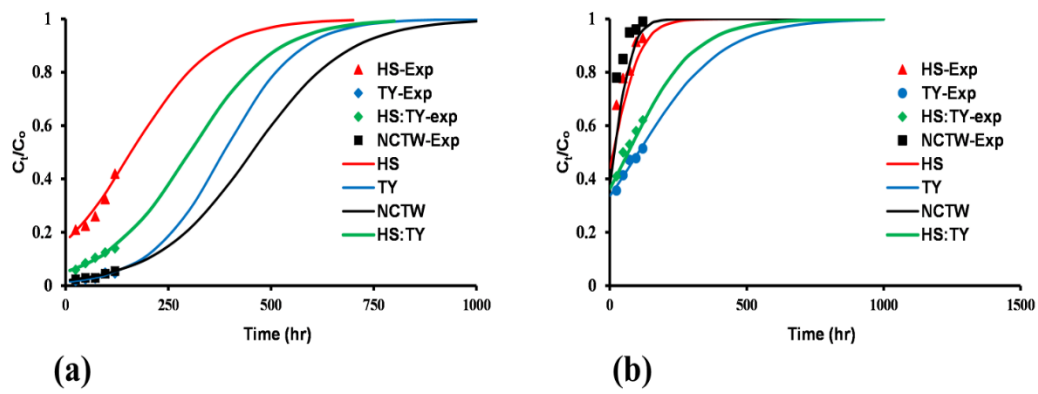 1
0.8
0.6
0.4
0.2
0
Cₜ/Cₒ
0 250 500 750 1000
Time (hr)
HS-Exp
TY-Exp
HS:TY-exp
NCTW-Exp
HS
TY
NCTW
HS:TY
(a)
1
0.8
0.6
0.4
0.2
0
Cₜ/Cₒ
0 500 1000 1500
Time (hr)
HS-Exp
TY-Exp
HS:TY-exp
NCTW-Exp
HS
TY
NCTW
HS:TY
(b)